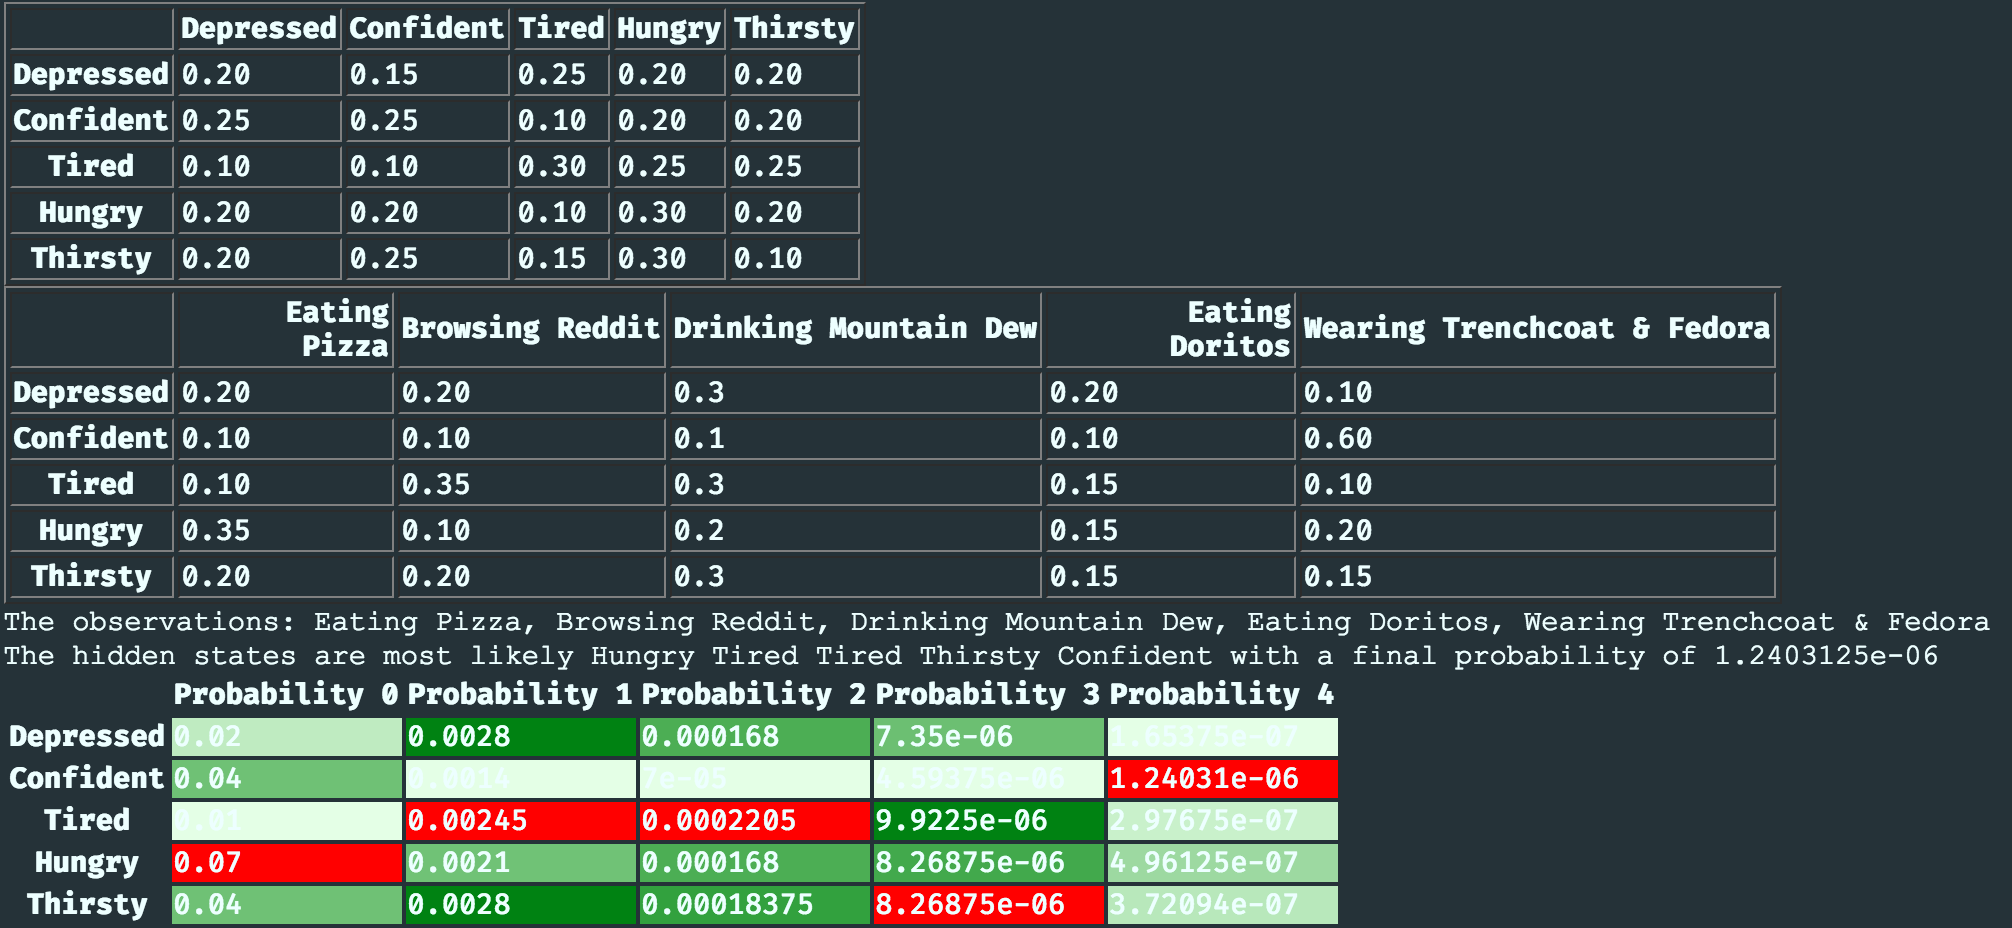 Depressed Confident Tired Hungry Thirsty
Depressed 0.20 0.15 0.25 0.20 0.20
Confident 0.25 0.25 0.10 0.20 0.20
Tired 0.10 0.10 0.30 0.25 0.25
Hungry 0.20 0.20 0.10 0.30 0.20
Thirsty 0.20 0.25 0.15 0.30 0.10
Eating Pizza Browsing Reddit Drinking Mountain Dew Eating Doritos Wearing Trenchcoat & Fedora
Depressed 0.20 0.20 0.3 0.20 0.10
Confident 0.10 0.10 0.1 0.10 0.60
Tired 0.10 0.35 0.3 0.15 0.10
Hungry 0.35 0.10 0.2 0.15 0.20
Thirsty 0.20 0.20 0.3 0.15 0.15
The observations: Eating Pizza, Browsing Reddit, Drinking Mountain Dew, Eating Doritos, Wearing Trenchcoat & Fedora
The hidden states are most likely Hungry Tired Tired Thirsty Confident with a final probability of 1.2403125e-06
Probability 0 Probability 1 Probability 2 Probability 3 Probability 4
Depressed 0.02 0.0028 0.000168 7.35e-06 1.65375e-07
Confident 0.04 0.0014 7e-05 4.59375e-06 1.24031e-06
Tired 0.01 0.00245 0.0002205 9.9225e-06 2.97675e-07
Hungry 0.07 0.0021 0.000168 8.26875e-06 4.96125e-07
Thirsty 0.04 0.0028 0.00018375 8.26875e-06 3.72094e-07